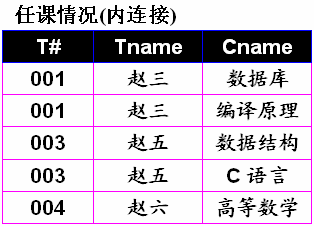 任课情况(内连接)
T# Tname Cname
001 赵三 数据库
001 赵三 编译原理
003 赵五 数据结构
003 赵五 C 语言
004 赵六 高等数学